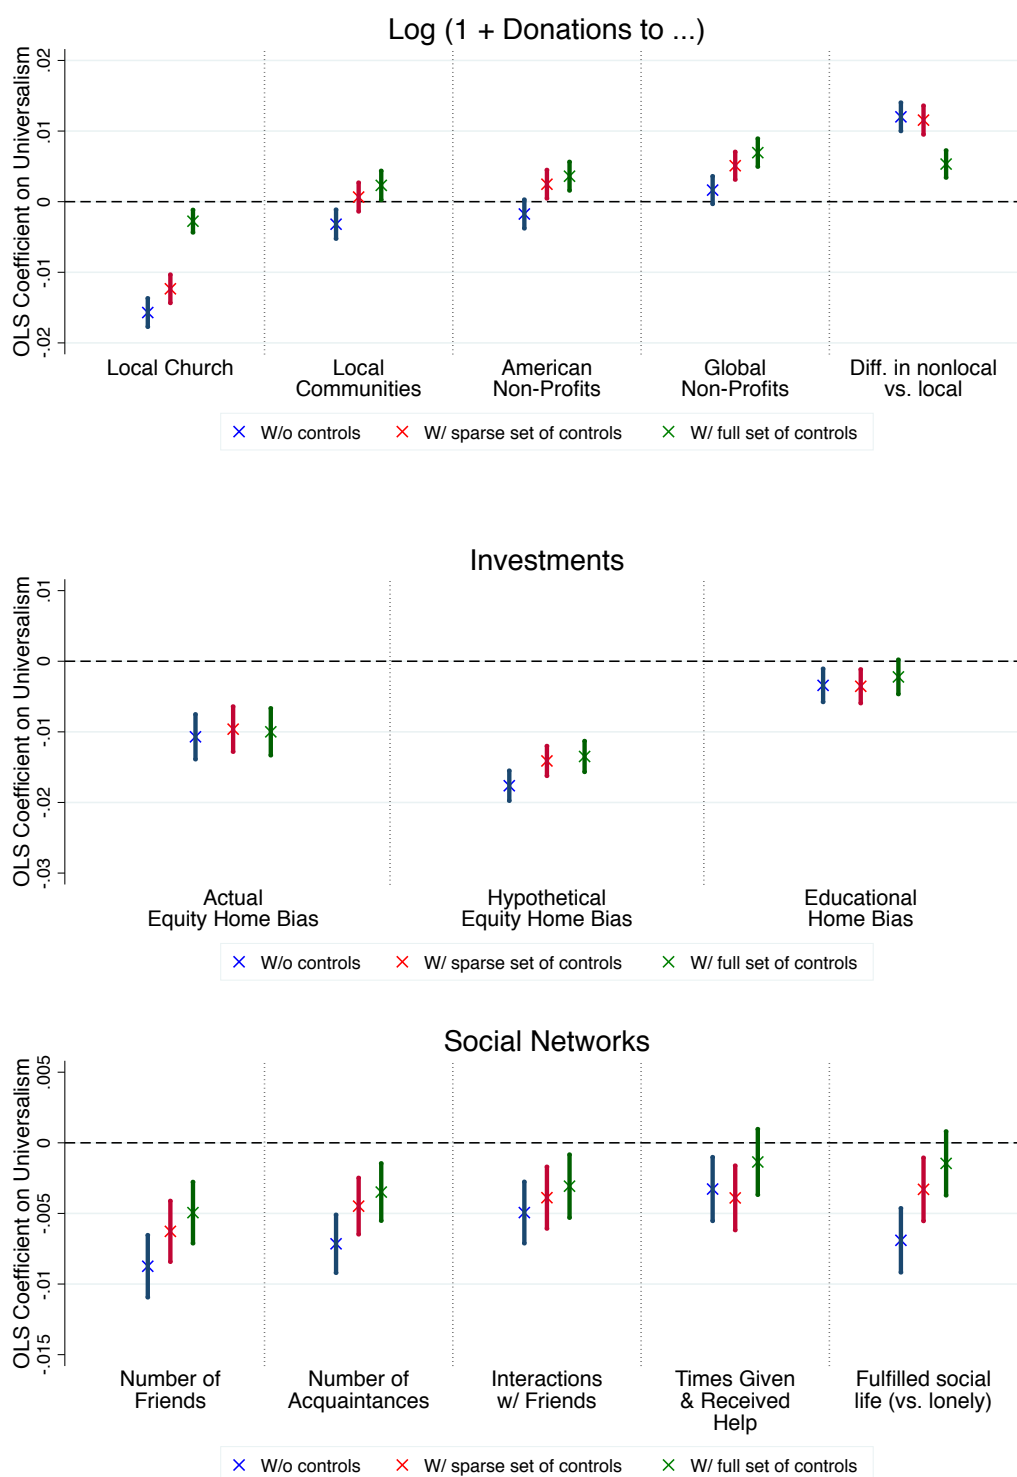 Log (1 + Donations to ...)
OLS Coefficient on Universalism
.02
.01
0
-.01
-.02
Local Church
Local
Communities
American
Non-Profits
Global
Non-Profits
Diff. in nonlocal
vs. local
W/o controls
W/ sparse set of controls
W/ full set of controls
Investments
OLS Coefficient on Universalism
.01
0
-.01
-.02
-.03
Actual
Equity Home Bias
Hypothetical
Equity Home Bias
Educational
Home Bias
W/o controls
W/ sparse set of controls
W/ full set of controls
Social Networks
OLS Coefficient on Universalism
.005
0
-.005
-.01
-.015
Number of
Friends
Number of
Acquaintances
Interactions
w/ Friends
Times Given
& Received
Help
Fulfilled social
life (vs. lonely)
W/o controls
W/ sparse set of controls
W/ full set of controls